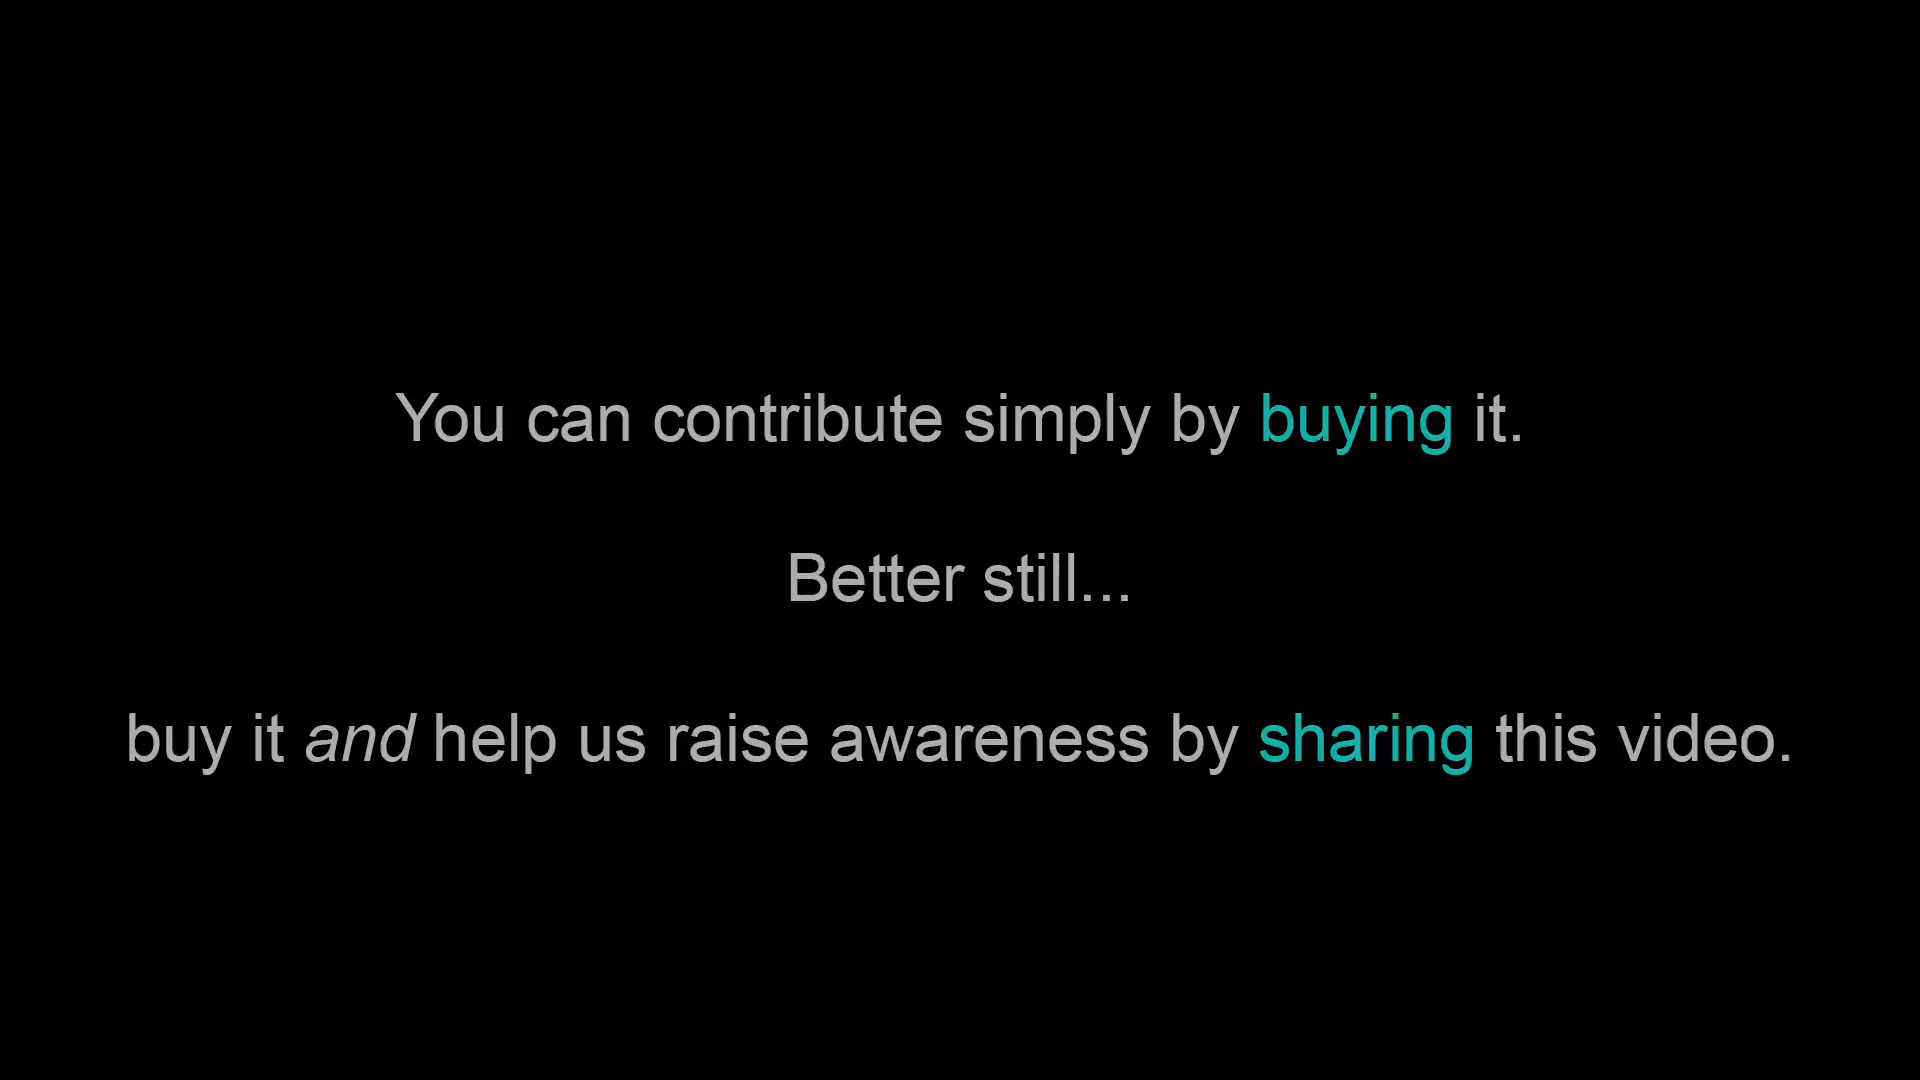 You can contribute simply by buying it.
Better still...
buy it and help us raise awareness by sharing this video.